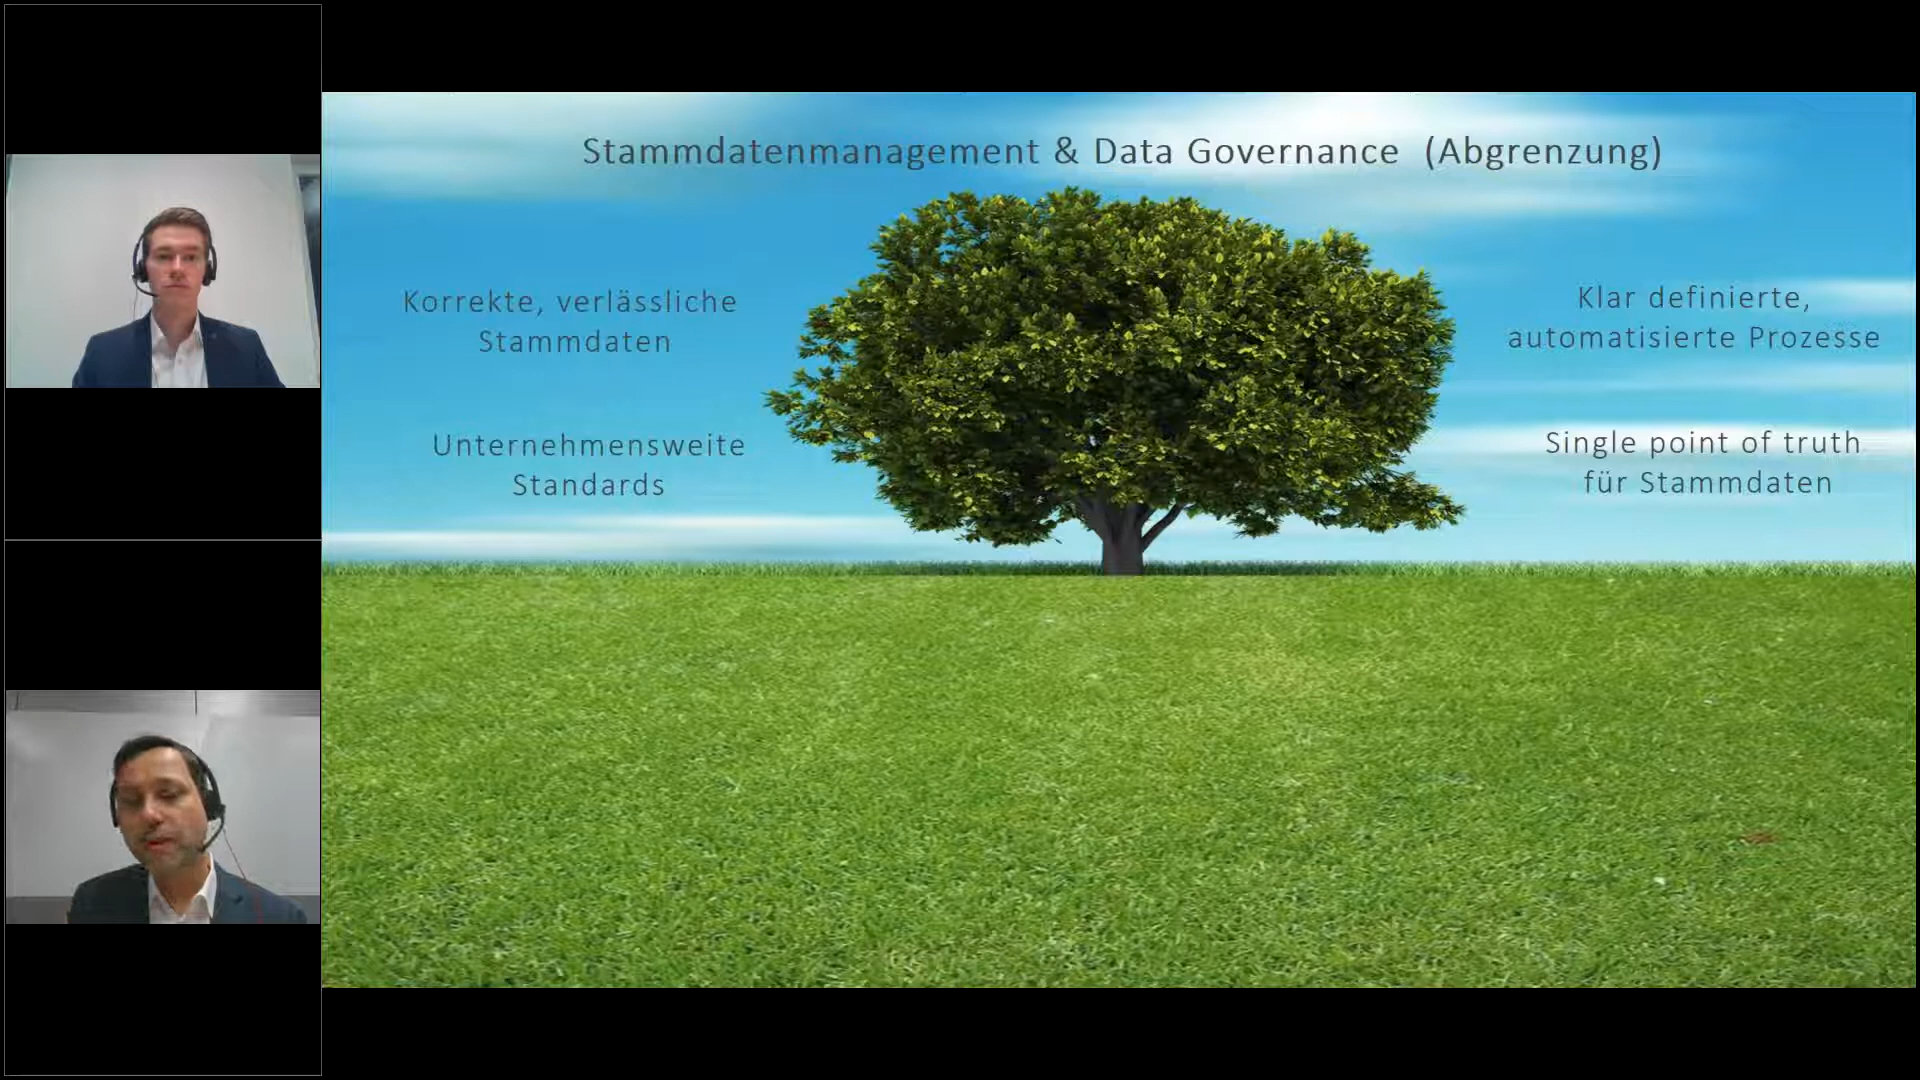 Stammdatenmanagement & Data Governance (Abgrenzung)
Korrekte, verlässliche
Stammdaten
Unternehmensweite
Standards
Klar definierte,
automatisierte Prozesse
Single point of truth
für Stammdaten